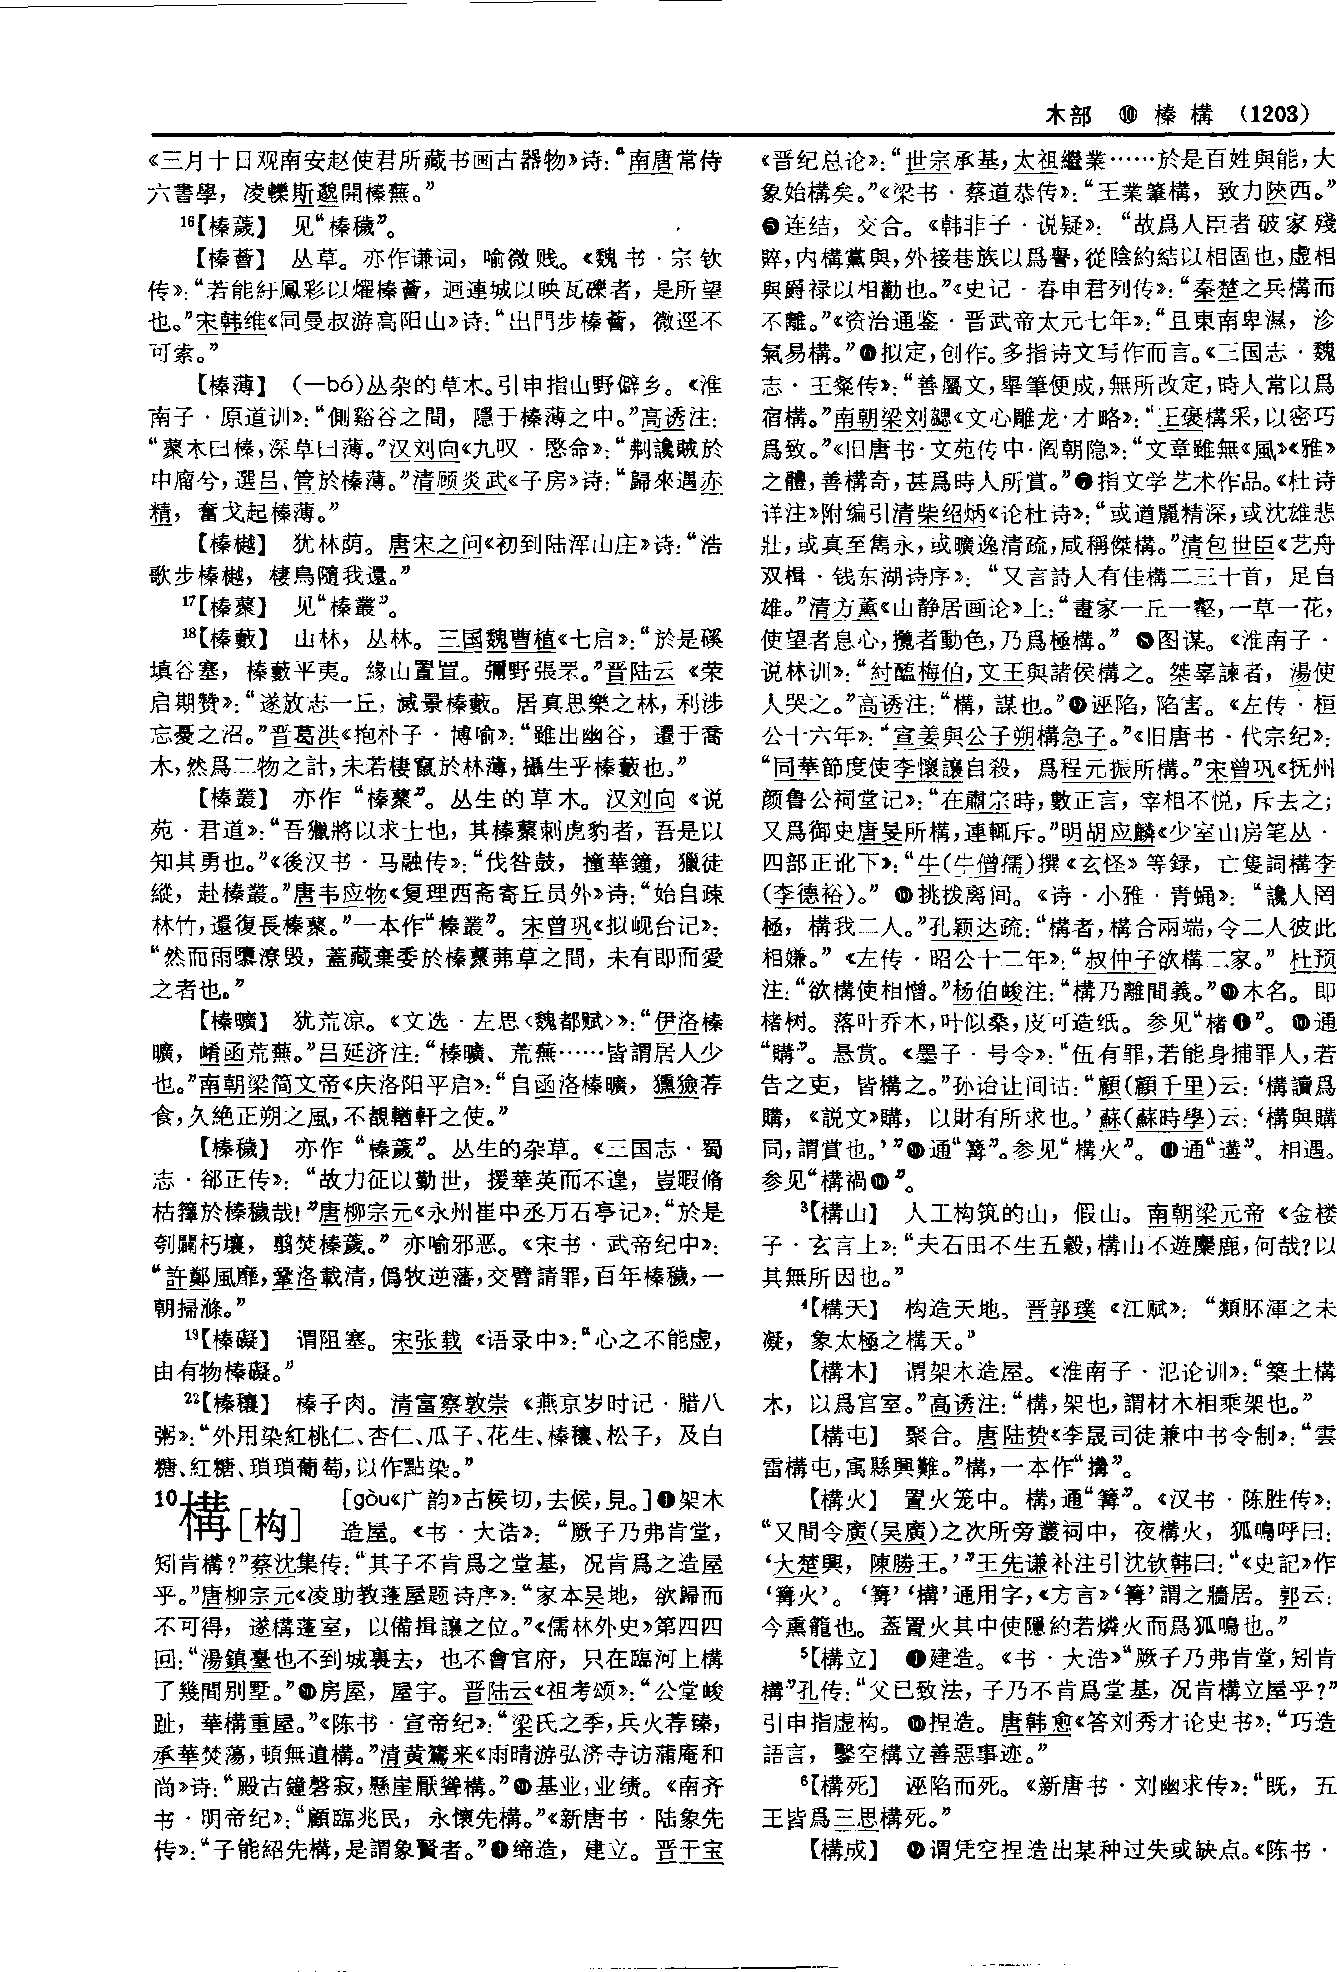 木部 ⑩ 榛構 (1203)
《三月十日观南安赵使君所藏书画古器物》诗：“南唐常侍
六書學，凌轢斯邈開榛蕪。”
16【榛薉】 见“榛穢”。
【榛薈】 丛草。亦作谦词，喻微贱。《魏书·宗钦
传》：“若能紆鳳彩以燿榛薈，迴連城以映瓦礫者，是所望
也。”宋韩维《同曼叔游高阳山》诗：“出門步榛薈，微逕不
可索。”
【榛薄】 (—bó)丛杂的草木。引申指山野僻乡。《淮
南子·原道训》：“側谿谷之間，隱于榛薄之中。”高诱注：
“藂木曰榛，深草曰薄。”汉刘向《九叹·愍命》：“剌讒賊於
中廇兮，選吕、管於榛薄。”清顾炎武《子房》诗：“歸來遇赤
精，奮戈起榛薄。”
【榛樾】 犹林荫。唐宋之问《初到陆浑山庄》诗：“浩
歌步榛樾，棲鳥隨我還。”
17【榛藂】 见“榛叢”。
18【榛藪】 山林，丛林。三国魏曹植《七启》：“於是磎
填谷塞，榛藪平夷。緣山置罝。彌野張罘。”晋陆云《荣
启期赞》：“遂放志一丘，滅景榛藪。居真思樂之林，利涉
忘憂之沼。”晋葛洪《抱朴子·博喻》：“雖出幽谷，遷于喬
木，然爲二物之計，未若棲竄於林薄，攝生乎榛藪也。”
【榛叢】 亦作“榛藂”。丛生的草木。汉刘向《说
苑·君道》：“吾獵將以求士也，其榛藂刺虎豹者，吾是以
知其勇也。”《後汉书·马融传》：“伐咎鼓，撞華鐘，獵徒
縱，赴榛叢。”唐韦应物《复理西斋寄丘员外》诗：“始自疎
林竹，還復長榛藂。”一本作“榛叢”。宋曾巩《拟岘台记》：
“然而雨隳潦毁，蓋藏棄委於榛藂茀草之間，未有即而愛
之者也。”
【榛曠】 犹荒凉。《文选·左思〈魏都赋〉》：“伊洛榛
曠，崤函荒蕪。”吕延济注：“榛曠、荒蕪……皆謂居人少
也。”南朝梁简文帝《庆洛阳平启》：“自函洛榛曠，獯獫荐
食，久絶正朔之風，不覩輶軒之使。”
【榛穢】 亦作“榛薉”。丛生的杂草。《三国志·蜀
志·郤正传》：“故力征以勤世，援華英而不遑，豈暇脩
枯籜於榛穢哉！”唐柳宗元《永州崔中丞万石亭记》：“於是
刳闢朽壤，翦焚榛薉。”亦喻邪恶。《宋书·武帝纪中》：
“許鄭風靡，鞏洛載清，僞牧逆藩，交臂請罪，百年榛穢，一
朝掃滌。”
19【榛礙】 谓阻塞。宋张载《语录中》：“心之不能虚，
由有物榛礙。”
22【榛穰】 榛子肉。清富察敦崇《燕京岁时记·腊八
粥》：“外用染紅桃仁、杏仁、瓜子、花生、榛穰、松子，及白
糖、紅糖、瑣瑣葡萄，以作點染。”
10構［构］ ［gòu《广韵》古候切，去候，見。］❶架木
造屋。《书·大诰》：“厥子乃弗肯堂，
矧肯構？”蔡沈集传：“其子不肯爲之堂基，况肯爲之造屋
乎。”唐柳宗元《凌助教蓬屋题诗序》：“家本吴地，欲歸而
不可得，遂構蓬室，以備揖讓之位。”《儒林外史》第四四
回：“湯鎮臺也不到城裏去，也不會官府，只在臨河上構
了幾間别墅。”❷房屋，屋宇。晋陆云《祖考颂》：“公堂峻
趾，華構重屋。”《陈书·宣帝纪》：“梁氏之季，兵火荐臻，
承華焚蕩，頓無遺構。”清黄鷟来《雨晴游弘济寺访蒲庵和
尚》诗：“殿古鐘磬寂，懸崖厭聳構。”❸基业，业绩。《南齐
书·明帝纪》：“顧臨兆民，永懷先構。”《新唐书·陆象先
传》：“子能紹先構，是謂象賢者。”❹缔造，建立。晋干宝
《晋纪总论》：“世宗承基，太祖繼業……於是百姓與能，大
象始構矣。”《梁书·蔡道恭传》：“王業肇構，致力陝西。”
❺连结，交合。《韩非子·说疑》：“故爲人臣者破家殘
賥，内構黨與，外接巷族以爲譽，從陰約結以相固也，虚相
與爵禄以相勸也。”《史记·春申君列传》：“秦楚之兵構而
不離。”《资治通鉴·晋武帝太元七年》：“且東南卑濕，沴
氣易構。”❻拟定，创作。多指诗文写作而言。《三国志·魏
志·王粲传》：“善屬文，舉筆便成，無所改定，時人常以爲
宿構。”南朝梁刘勰《文心雕龙·才略》：“王褒構采，以密巧
爲致。”《旧唐书·文苑传中·阎朝隐》：“文章雖無《風》《雅》
之體，善構奇，甚爲時人所賞。”❼指文学艺术作品。《杜诗
详注》附编引清柴绍炳《论杜诗》：“或遒麗精深，或沈雄悲
壯，或真至雋永，或曠逸清疏，咸稱傑構。”清包世臣《艺舟
双楫·钱东湖诗序》：“又言詩人有佳構二三十首，足自
雄。”清方薰《山静居画论》上：“畫家一丘一壑，一草一花，
使望者息心，攬者動色，乃爲極構。” ❽图谋。《淮南子·
说林训》：“紂醢梅伯，文王與諸侯構之。桀辜諫者，湯使
人哭之。”高诱注：“構，謀也。”❾诬陷，陷害。《左传·桓
公十六年》：“宣姜與公子朔構急子。”《旧唐书·代宗纪》：
“同華節度使李懷讓自殺，爲程元振所構。”宋曾巩《抚州
颜鲁公祠堂记》：“在肅宗時，數正言，宰相不悦，斥去之；
又爲御史唐旻所構，連輒斥。”明胡应麟《少室山房笔丛·
四部正讹下》：“牛(牛僧孺)撰《玄怪》等録，亡隻詞構李
(李德裕)。” ❿挑拨离间。《诗·小雅·青蝇》：“讒人罔
極，構我二人。”孔颖达疏：“構者，構合兩端，令二人彼此
相嫌。”《左传·昭公十二年》：“叔仲子欲構二家。”杜预
注：“欲構使相憎。”杨伯峻注：“構乃離間義。”⓫木名。即
楮树。落叶乔木，叶似桑，皮可造纸。参见“楮❶”。⓬通
“購”。悬赏。《墨子·号令》：“伍有罪，若能身捕罪人，若
告之吏，皆構之。”孙诒让间诂：“顧(顧千里)云：‘構讀爲
購，《説文》購，以財有所求也。’蘇(蘇時學)云：‘構與購
同，謂賞也。’”⓭通“篝”。参见“構火”。⓮通“遘”。相遇。
参见“構禍❷”。
3【構山】 人工构筑的山，假山。南朝梁元帝《金楼
子·玄言上》：“夫石田不生五穀，構山不遊麋鹿，何哉？以
其無所因也。”
4【構天】 构造天地。晋郭璞《江赋》：“類胚渾之未
凝，象太極之構天。”
【構木】 谓架木造屋。《淮南子·氾论训》：“築土構
木，以爲宫室。”高诱注：“構，架也，謂材木相乘架也。”
【構屯】 聚合。唐陆贽《李晟司徒兼中书令制》：“雲
雷構屯，寓縣興難。”構，一本作“搆”。
【構火】 置火笼中。構，通“篝”。《汉书·陈胜传》：
“又間令廣(吴廣)之次所旁叢祠中，夜構火，狐鳴呼曰：
‘大楚興，陳勝王。’”王先谦补注引沈钦韩曰：“《史記》作
‘篝火’。‘篝’‘構’通用字，《方言》‘篝’謂之牆居。郭云：
今熏籠也。蓋置火其中使隱約若燐火而爲狐鳴也。”
5【構立】 ❶建造。《书·大诰》“厥子乃弗肯堂，矧肯
構”孔传：“父已致法，子乃不肯爲堂基，况肯構立屋乎？”
引申指虚构。❷捏造。唐韩愈《答刘秀才论史书》：“巧造
語言，鑿空構立善惡事迹。”
6【構死】 诬陷而死。《新唐书·刘幽求传》：“既，五
王皆爲三思構死。”
【構成】 ❶谓凭空捏造出某种过失或缺点。《陈书·